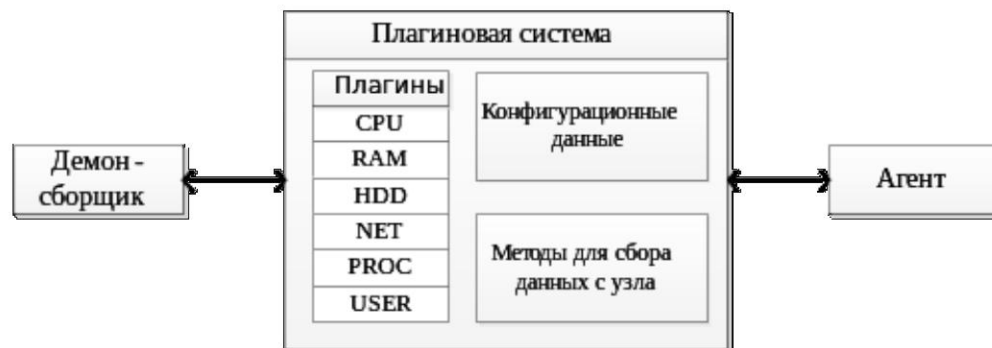 Плагиновая система
Плагины
CPU
RAM
HDD
NET
PROC
USER
Конфигурационные
данные
Методы для сбора
данных с узла
Демон -
сборщик
Агент